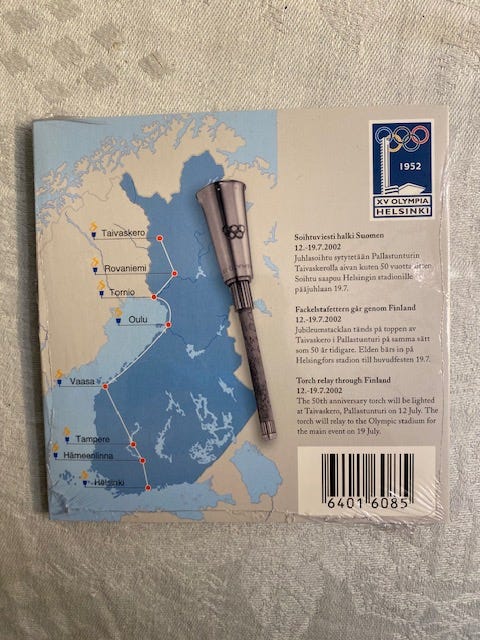 Taivaskero
Rovaniemi
Tornio
Oulu
Vaasa
Tampere
Hämeenlinna
Helsinki
1952
XV OLYMPIA
HELSINKI
Soihtuviesti halki Suomen
12.-19.7.2002
Juhlasoihtu sytytetään Pallastunturin
Taivaskerolla aivan kuten 50 vuotta sitten
Soihtu saapuu Helsingin stadionille
pääjuhlaan 19.7.
Fackelstafettern går genom Finland
12.-19.7.2002
Jubileumstacklan tänds på toppen av
Taivaskero i Pallastunturi på samma sätt
som 50 år tidigare. Elden bärs in på
Helsingfors stadion till huvudfesten 19.7.
Torch relay through Finland
12.-19.7.2002
The 50th anniversary torch will be lighted
at Taivaskero, Pallastunturi on 12 July. The
torch will relay to the Olympic stadium for
the main event on 19 July.
6401 6085